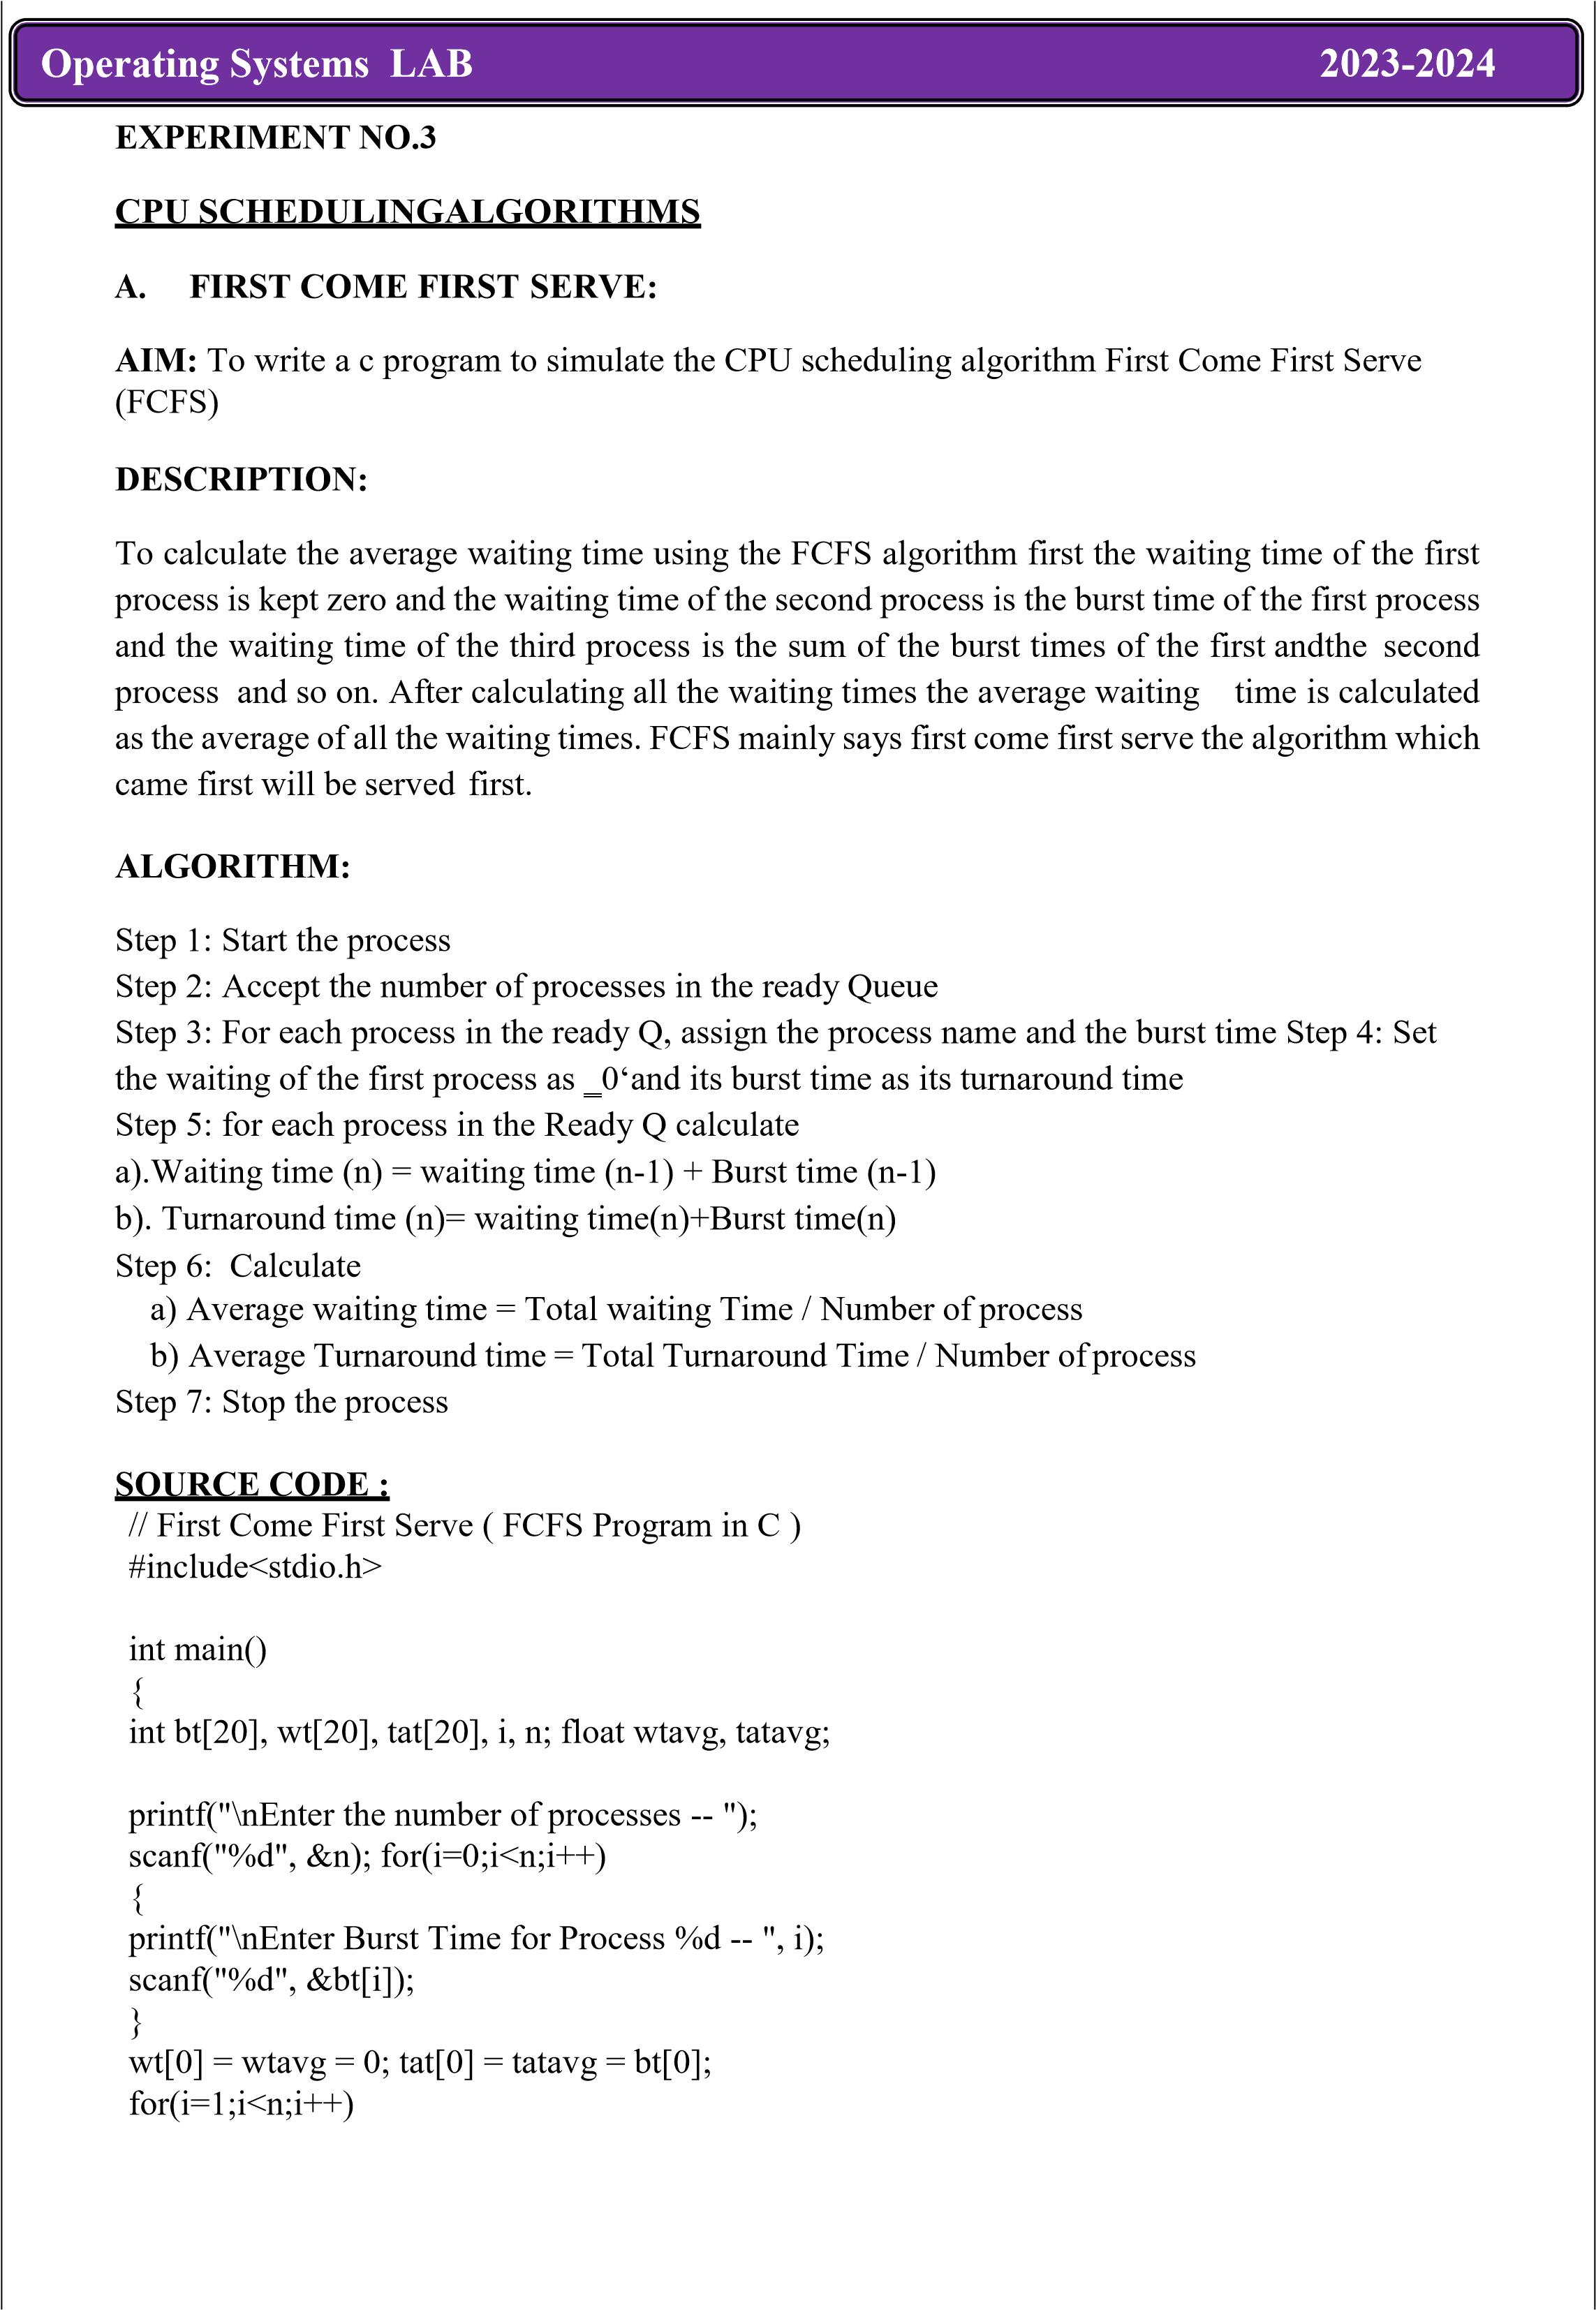 Operating Systems LAB 2023-2024
EXPERIMENT NO.3
CPU SCHEDULINGALGORITHMS
A. FIRST COME FIRST SERVE:
AIM: To write a c program to simulate the CPU scheduling algorithm First Come First Serve
(FCFS)
DESCRIPTION:
To calculate the average waiting time using the FCFS algorithm first the waiting time of the first
process is kept zero and the waiting time of the second process is the burst time of the first process
and the waiting time of the third process is the sum of the burst times of the first andthe second
process and so on. After calculating all the waiting times the average waiting time is calculated
as the average of all the waiting times. FCFS mainly says first come first serve the algorithm which
came first will be served first.
ALGORITHM:
Step 1: Start the process
Step 2: Accept the number of processes in the ready Queue
Step 3: For each process in the ready Q, assign the process name and the burst time Step 4: Set
the waiting of the first process as ‗0‘and its burst time as its turnaround time
Step 5: for each process in the Ready Q calculate
a).Waiting time (n) = waiting time (n-1) + Burst time (n-1)
b). Turnaround time (n)= waiting time(n)+Burst time(n)
Step 6: Calculate
a) Average waiting time = Total waiting Time / Number of process
b) Average Turnaround time = Total Turnaround Time / Number of process
Step 7: Stop the process
SOURCE CODE :
// First Come First Serve ( FCFS Program in C )
#include<stdio.h>
int main()
{
int bt[20], wt[20], tat[20], i, n; float wtavg, tatavg;
printf("\nEnter the number of processes -- ");
scanf("%d", &n); for(i=0;i<n;i++)
{
printf("\nEnter Burst Time for Process %d -- ", i);
scanf("%d", &bt[i]);
}
wt[0] = wtavg = 0; tat[0] = tatavg = bt[0];
for(i=1;i<n;i++)